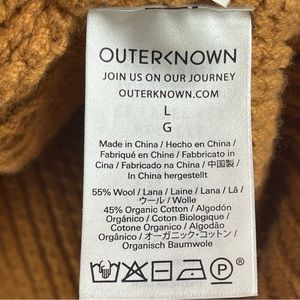 OUTERKNOWN
JOIN US ON OUR JOURNEY
OUTERKNOWN.COM
L
G
Made in China / Hecho en China /
Fabriqué en Chine / Fabbricato in
Cina / Fabricado na China / 中国製 /
In China hergestellt
55% Wool / Lana / Laine / Lana / Lã /
ウール / Wolle
45% Organic Cotton / Algodón
Orgánico / Coton Biologique /
Cotone Organico / Algodão
Orgânico / オーガニック・コットン /
Organisch Baumwole
P